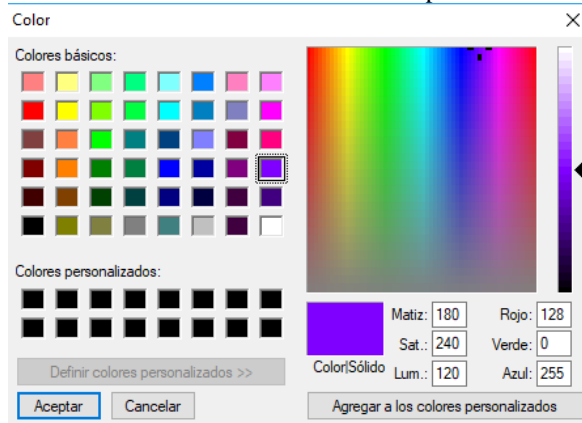 Color
Colores básicos:
Colores personalizados:
Definir colores personalizados >>
Aceptar Cancelar
Color|Sólido
Matiz: 180 Rojo: 128
Sat.: 240 Verde: 0
Lum.: 120 Azul: 255
Agregar a los colores personalizados